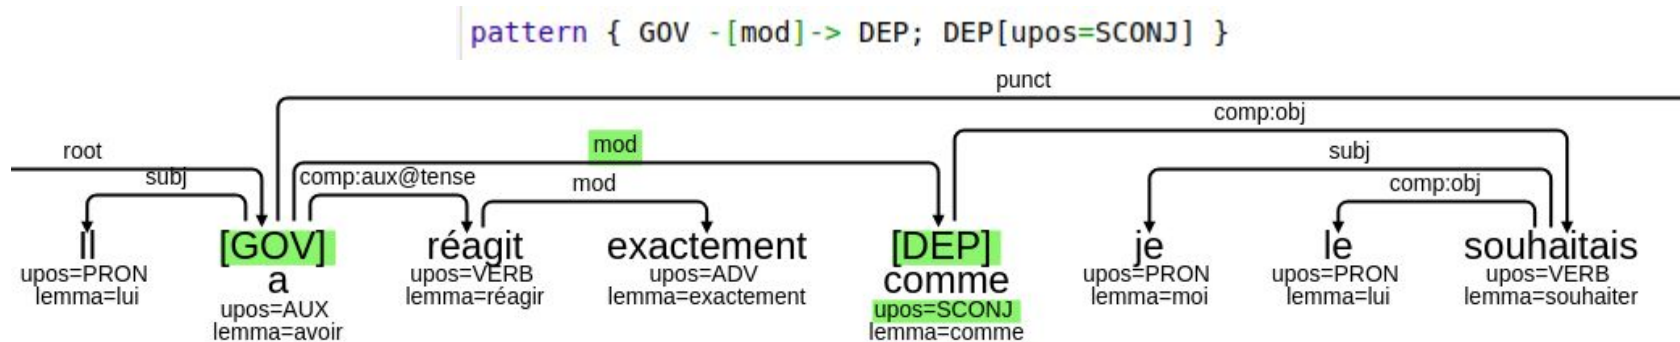 pattern { GOV -[mod]-> DEP; DEP[upos=SCONJ] }
punct
comp:obj
mod
root
subj
subj
comp:aux@tense
mod
comp:obj
Il
[GOV]
réagit
exactement
[DEP]
je
le
souhaitais
upos=PRON
lemma=lui
a
upos=AUX
lemma=avoir
upos=VERB
lemma=réagir
upos=ADV
lemma=exactement
comme
upos=SCONJ
lemma=comme
upos=PRON
lemma=moi
upos=PRON
lemma=lui
upos=VERB
lemma=souhaiter